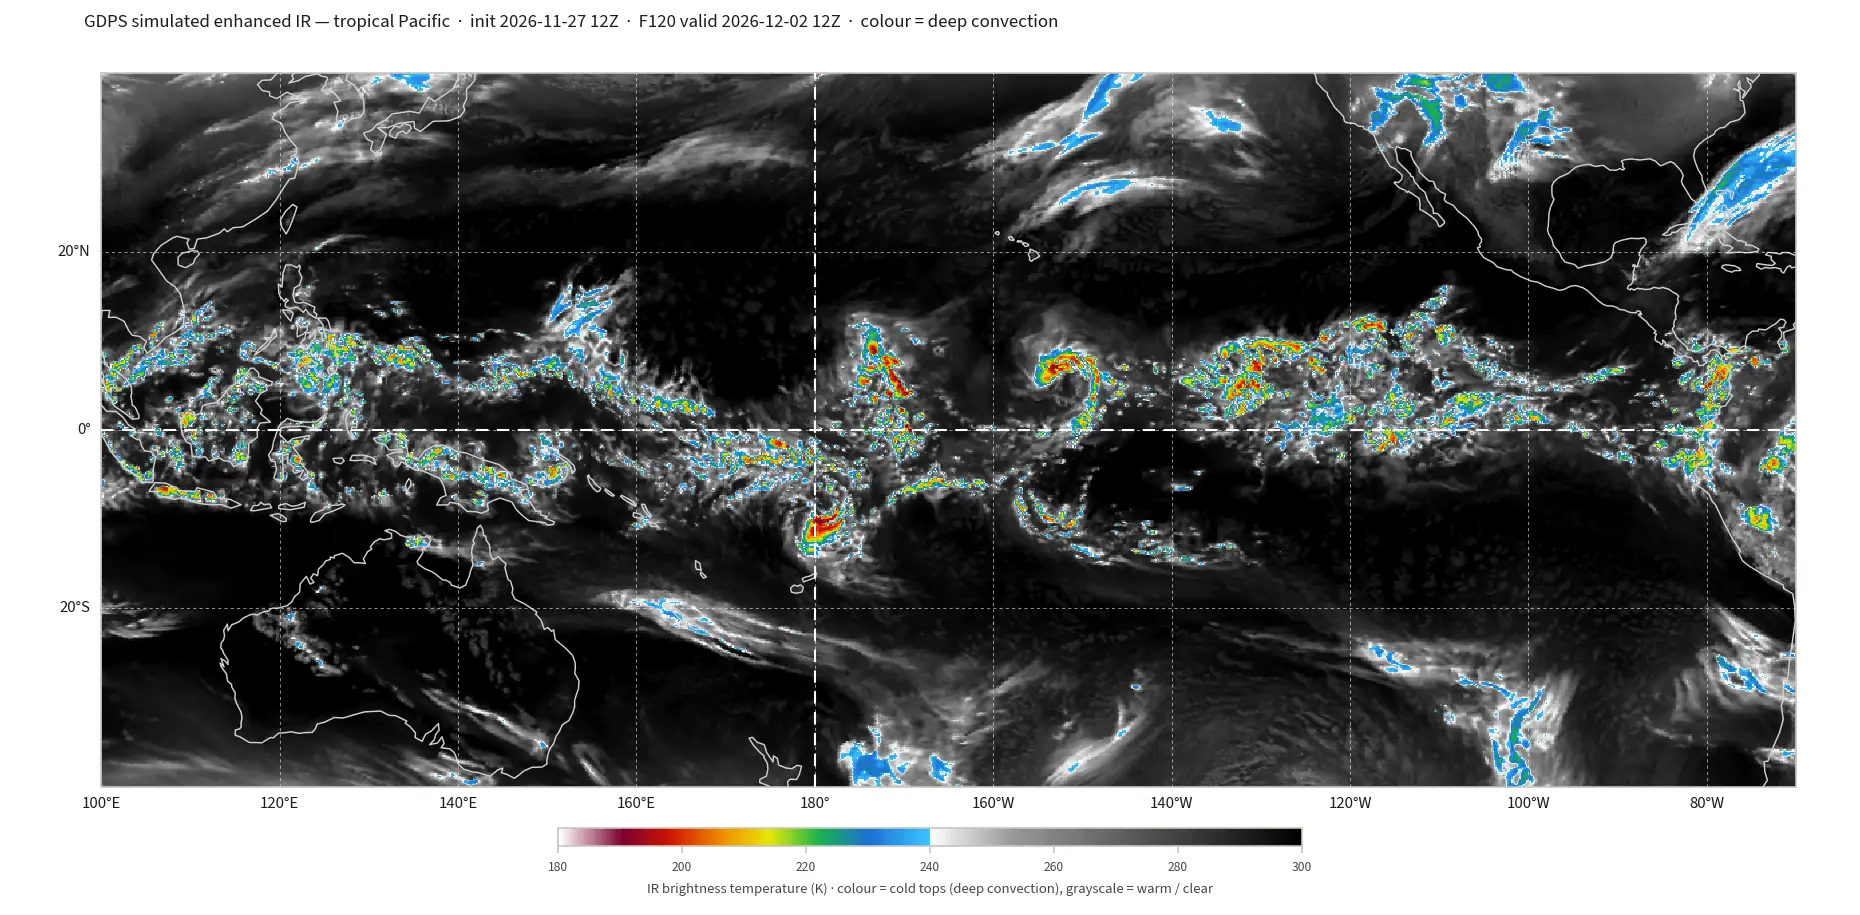 GDPS simulated enhanced IR — tropical Pacific · init 2026-11-27 12Z · F120 valid 2026-12-02 12Z · colour = deep convection
20°N
0°
20°S
100°E 120°E 140°E 160°E 180° 160°W 140°W 120°W 100°W 80°W
180 200 220 240 260 280 300
IR brightness temperature (K) · colour = cold tops (deep convection), grayscale = warm / clear